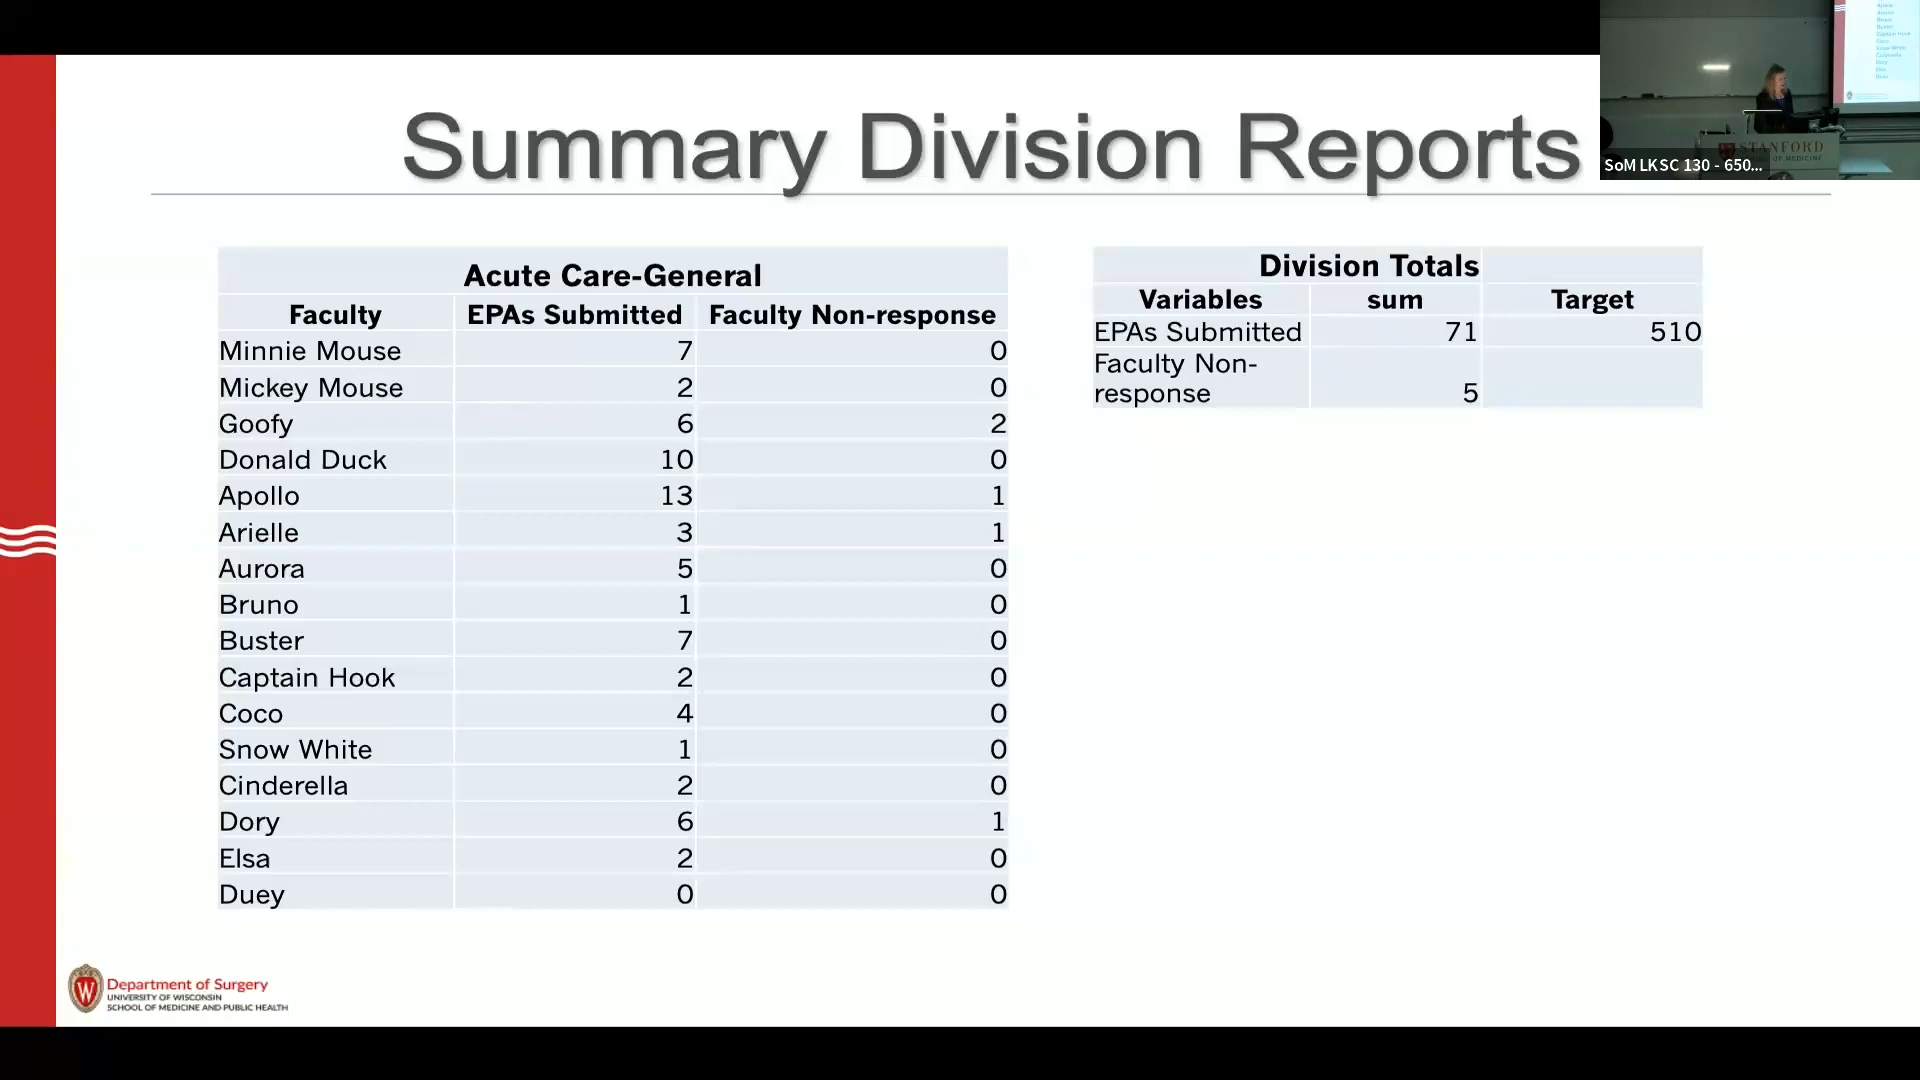 Summary Division Reports
SoM LKSC 130 - 650...
STANFORD
Acute Care-General
Faculty EPAs Submitted Faculty Non-response
Minnie Mouse 7 0
Mickey Mouse 2 0
Goofy 6 2
Donald Duck 10 0
Apollo 13 1
Arielle 3 1
Aurora 5 0
Bruno 1 0
Buster 7 0
Captain Hook 2 0
Coco 4 0
Snow White 1 0
Cinderella 2 0
Dory 6 1
Elsa 2 0
Duey 0 0
Division Totals
Variables sum Target
EPAs Submitted 71 510
Faculty Non-
response 5
W
Department of Surgery
UNIVERSITY OF WISCONSIN
SCHOOL OF MEDICINE AND PUBLIC HEALTH